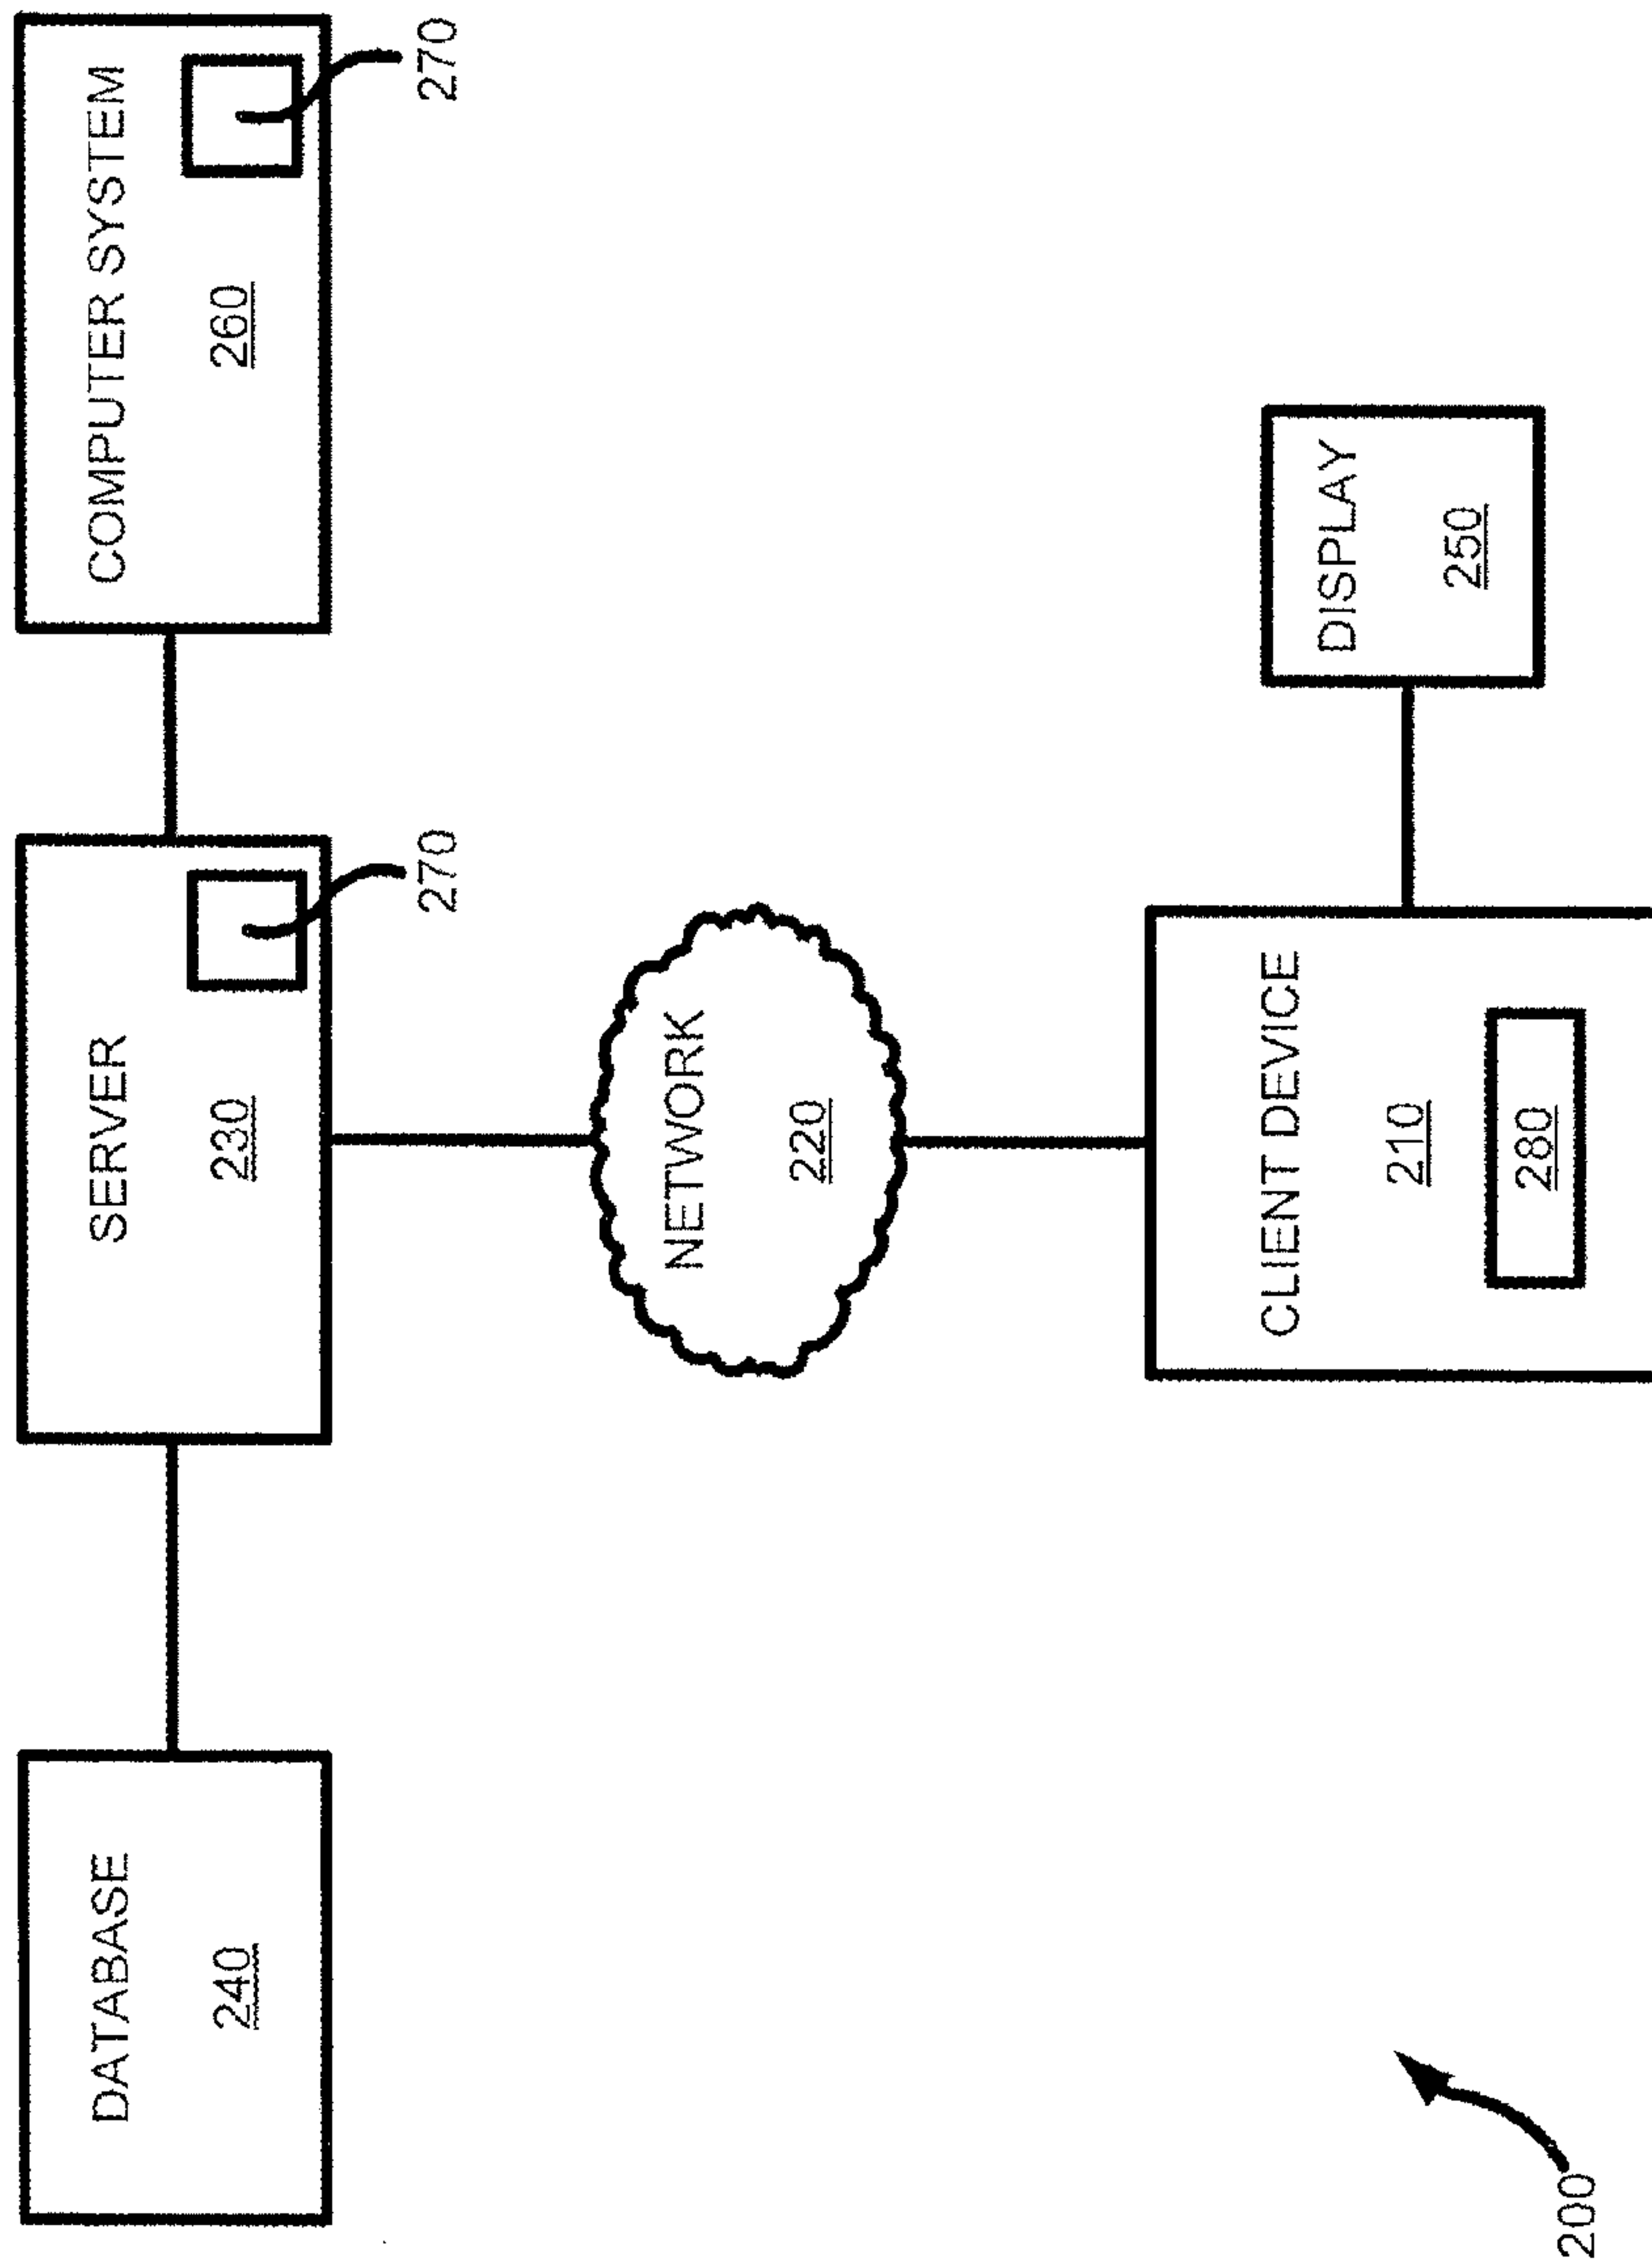 DATABASE
240
SERVER
230
270
COMPUTER SYSTEM
260
270
NETWORK
220
CLIENT DEVICE
210
280
DISPLAY
250
200